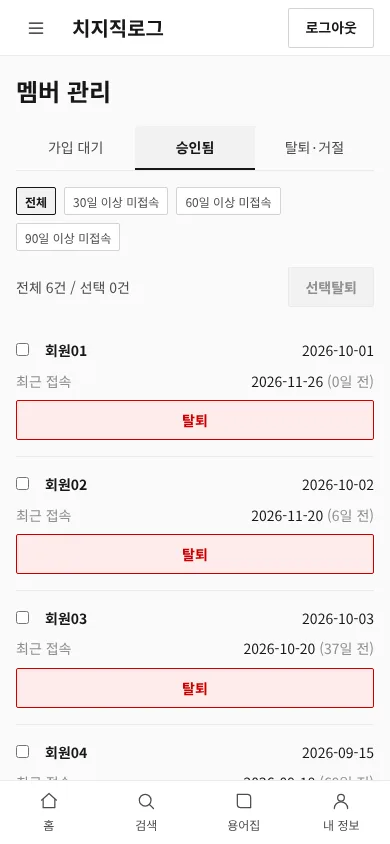 치지직로그
로그아웃
멤버 관리
가입 대기
승인됨
탈퇴·거절
전체
30일 이상 미접속
60일 이상 미접속
90일 이상 미접속
전체 6건 / 선택 0건
선택탈퇴
회원01
2026-10-01
최근 접속
2026-11-26 (0일 전)
탈퇴
회원02
2026-10-02
최근 접속
2026-11-20 (6일 전)
탈퇴
회원03
2026-10-03
최근 접속
2026-10-20 (37일 전)
탈퇴
회원04
2026-09-15
홈
검색
용어집
내 정보